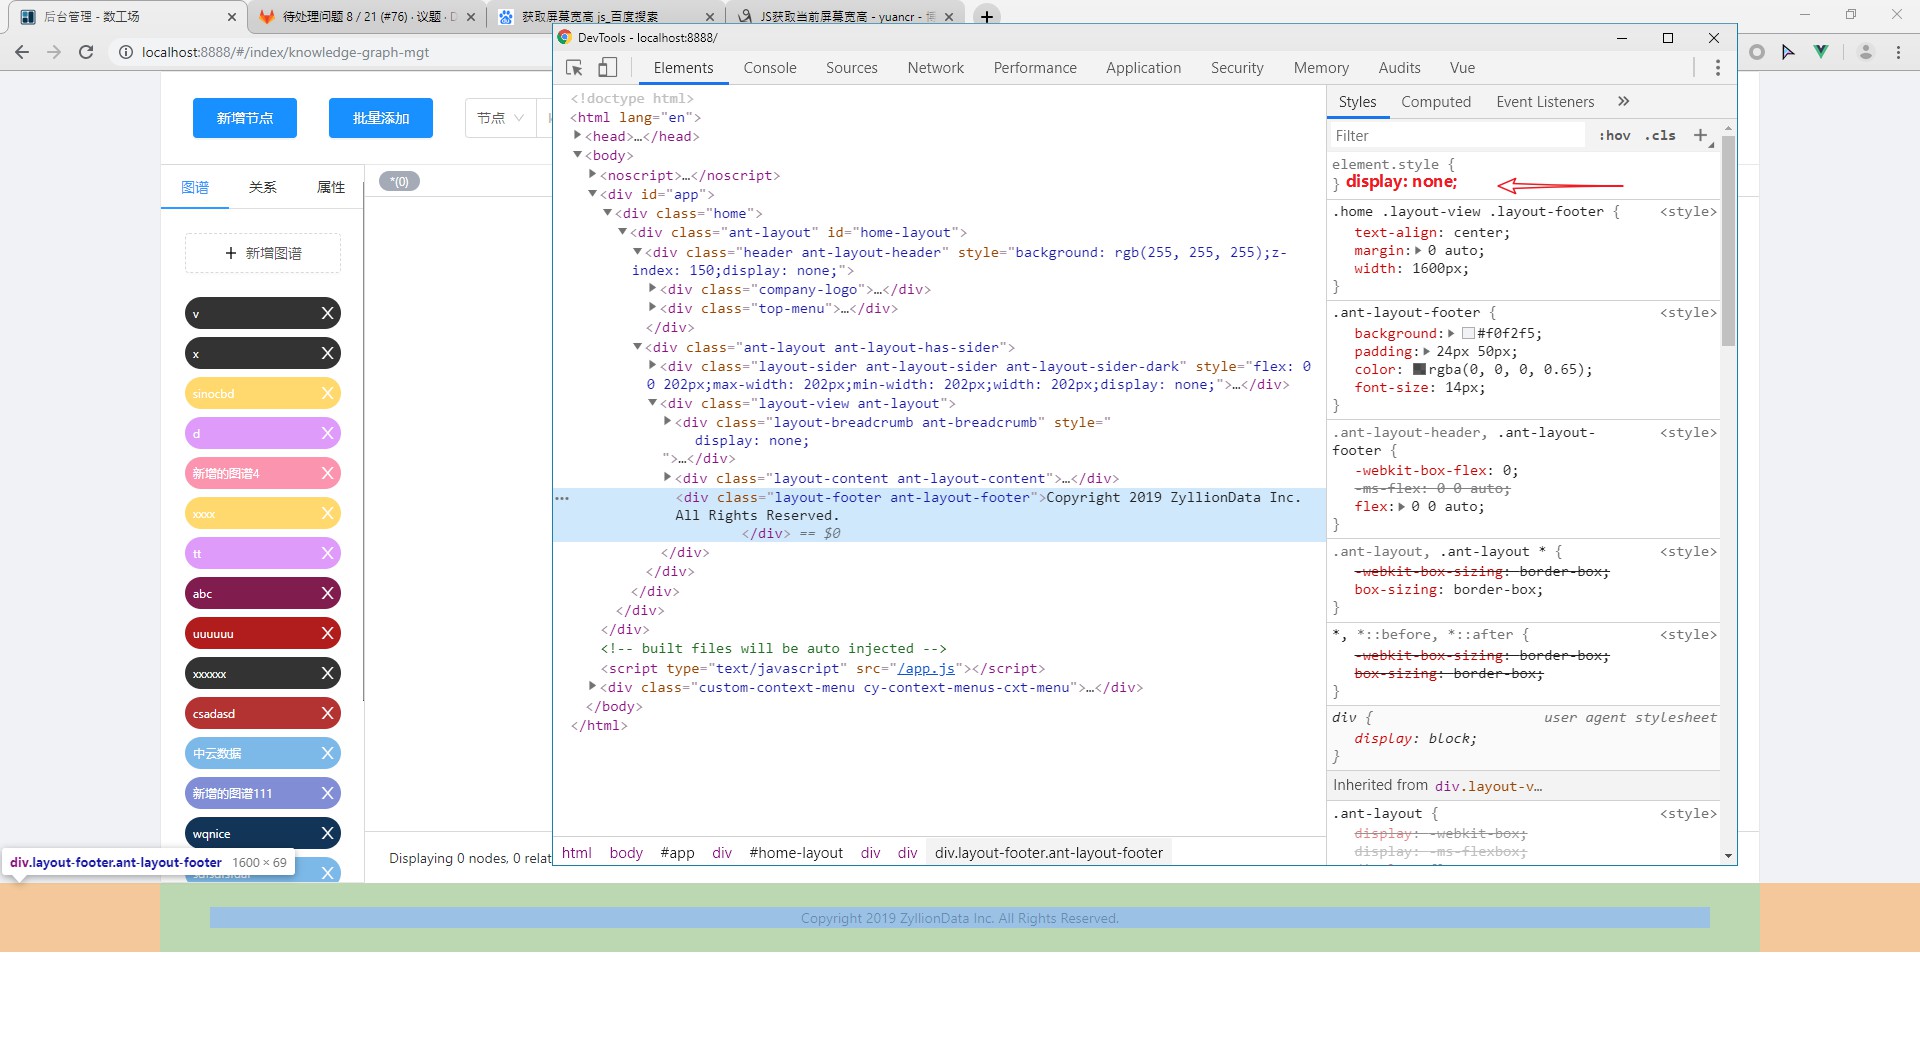 后台管理 - 数工场
待处理问题 8 / 21 (#76) · 议题 · D
获取屏幕宽高 js_百度搜索
JS获取当前屏幕宽高 - yuancr - 博
localhost:8888/#/index/knowledge-graph-mgt
新增节点
批量添加
节点
图谱
关系
属性
*(0)
+ 新增图谱
v X
x X
sinocbd X
d X
新增的图谱4 X
xxxx X
tt X
abc X
uuuuuu X
xxxxxx X
csadasd X
中云数据 X
新增的图谱111 X
wqnice X
X
div.layout-footer.ant-layout-footer 1600 × 69
Displaying 0 nodes, 0 relat
Copyright 2019 ZyllionData Inc. All Rights Reserved.
DevTools - localhost:8888/
Elements Console Sources Network Performance Application Security Memory Audits Vue
<!doctype html>
<html lang="en">
<head>…</head>
<body>
<noscript>…</noscript>
<div id="app">
<div class="home">
<div class="ant-layout" id="home-layout">
<div class="header ant-layout-header" style="background: rgb(255, 255, 255);z-
index: 150;display: none;">
<div class="company-logo">…</div>
<div class="top-menu">…</div>
</div>
<div class="ant-layout ant-layout-has-sider">
<div class="layout-sider ant-layout-sider ant-layout-sider-dark" style="flex: 0
0 202px;max-width: 202px;min-width: 202px;width: 202px;display: none;">…</div>
<div class="layout-view ant-layout">
<div class="layout-breadcrumb ant-breadcrumb" style="
display: none;
">…</div>
<div class="layout-content ant-layout-content">…</div>
<div class="layout-footer ant-layout-footer">Copyright 2019 ZyllionData Inc.
All Rights Reserved.
</div> == $0
</div>
</div>
</div>
</div>
</div>
<!-- built files will be auto injected -->
<script type="text/javascript" src="/app.js"></script>
<div class="custom-context-menu cy-context-menus-cxt-menu">…</div>
</body>
</html>
html body #app div #home-layout div div div.layout-footer.ant-layout-footer
Styles Computed Event Listeners »
Filter :hov .cls +
element.style {
} display: none;
.home .layout-view .layout-footer { <style>
text-align: center;
margin: 0 auto;
width: 1600px;
}
.ant-layout-footer { <style>
background: #f0f2f5;
padding: 24px 50px;
color: rgba(0, 0, 0, 0.65);
font-size: 14px;
}
.ant-layout-header, .ant-layout- <style>
footer {
-webkit-box-flex: 0;
-ms-flex: 0 0 auto;
flex: 0 0 auto;
}
.ant-layout, .ant-layout * { <style>
-webkit-box-sizing: border-box;
box-sizing: border-box;
}
*, *::before, *::after { <style>
-webkit-box-sizing: border-box;
box-sizing: border-box;
}
div { user agent stylesheet
display: block;
}
Inherited from div.layout-v…
.ant-layout { <style>
display: -webkit-box;
display: -ms-flexbox;